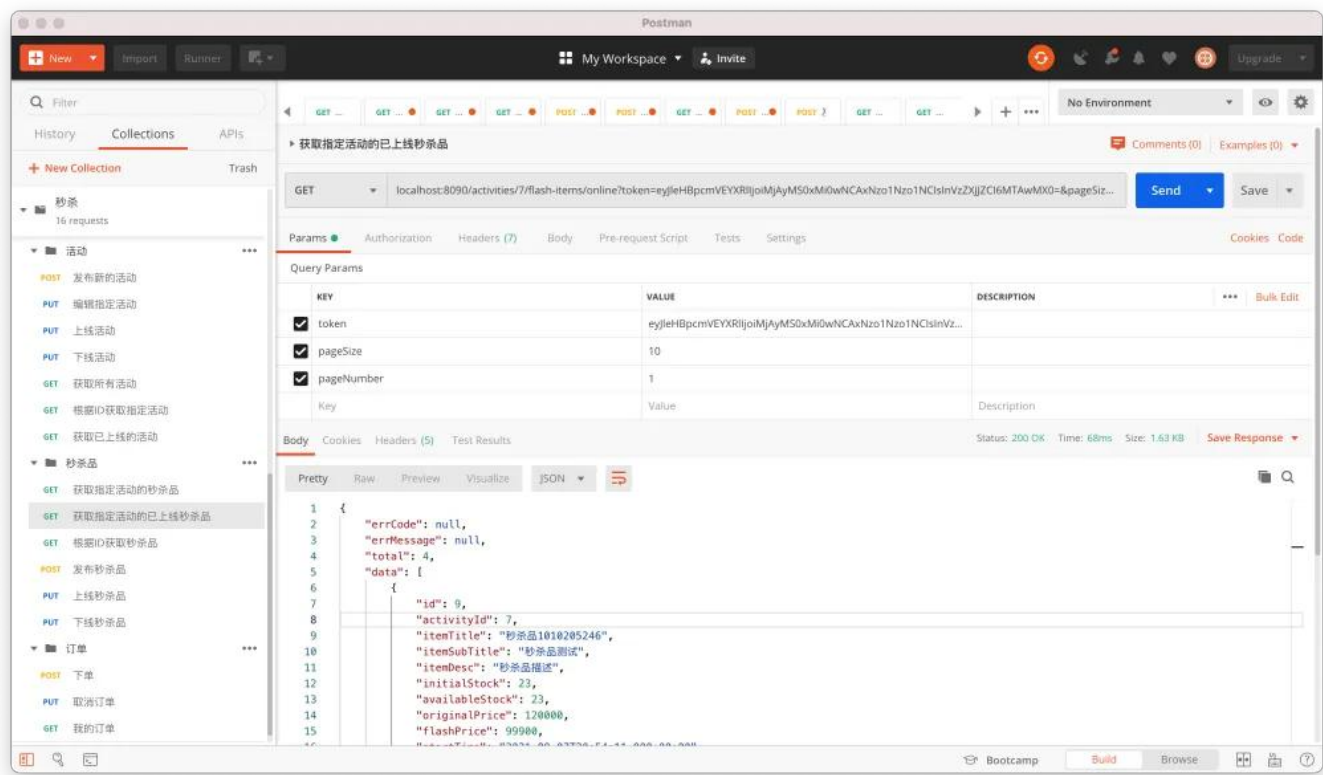 Postman
New Import Runner My Workspace Invite Upgrade
Filter
History Collections APIs
New Collection Trash
秒杀
16 requests
活动
POST 发布新的活动
PUT 编辑指定活动
PUT 上线活动
PUT 下线活动
GET 获取所有活动
GET 根据ID获取指定活动
GET 获取已上线的活动
秒杀品
GET 获取指定活动的秒杀品
GET 获取指定活动的已上线秒杀品
GET 根据ID获取秒杀品
POST 发布秒杀品
PUT 上线秒杀品
PUT 下线秒杀品
订单
POST 下单
PUT 取消订单
GET 我的订单
GET ... GET ... GET ... GET ... POST ... POST ... GET ... POST ... POST GET ... GET ...
No Environment
获取指定活动的已上线秒杀品
Comments (0) Examples (0)
GET
Send Save
Params Authorization Headers (7) Body Pre-request Script Tests Settings Cookies Code
Query Params
KEY VALUE DESCRIPTION Bulk Edit
token
pageSize 10
pageNumber 1
Key Value Description
Body Cookies Headers (5) Test Results Status: 200 OK Time: 68ms Size: 1.63 KB Save Response
Pretty Raw Preview Visualize JSON
1 {
2 "errCode": null,
3 "errMessage": null,
4 "total": 4,
5 "data": [
6 {
7 "id": 9,
8 "activityId": 7,
9 "itemTitle": "秒杀品1010205246",
10 "itemSubTitle": "秒杀品测试",
11 "itemDesc": "秒杀品描述",
12 "initialStock": 23,
13 "availableStock": 23,
14 "originalPrice": 120000,
15 "flashPrice": 99900,
Bootcamp Build Browse